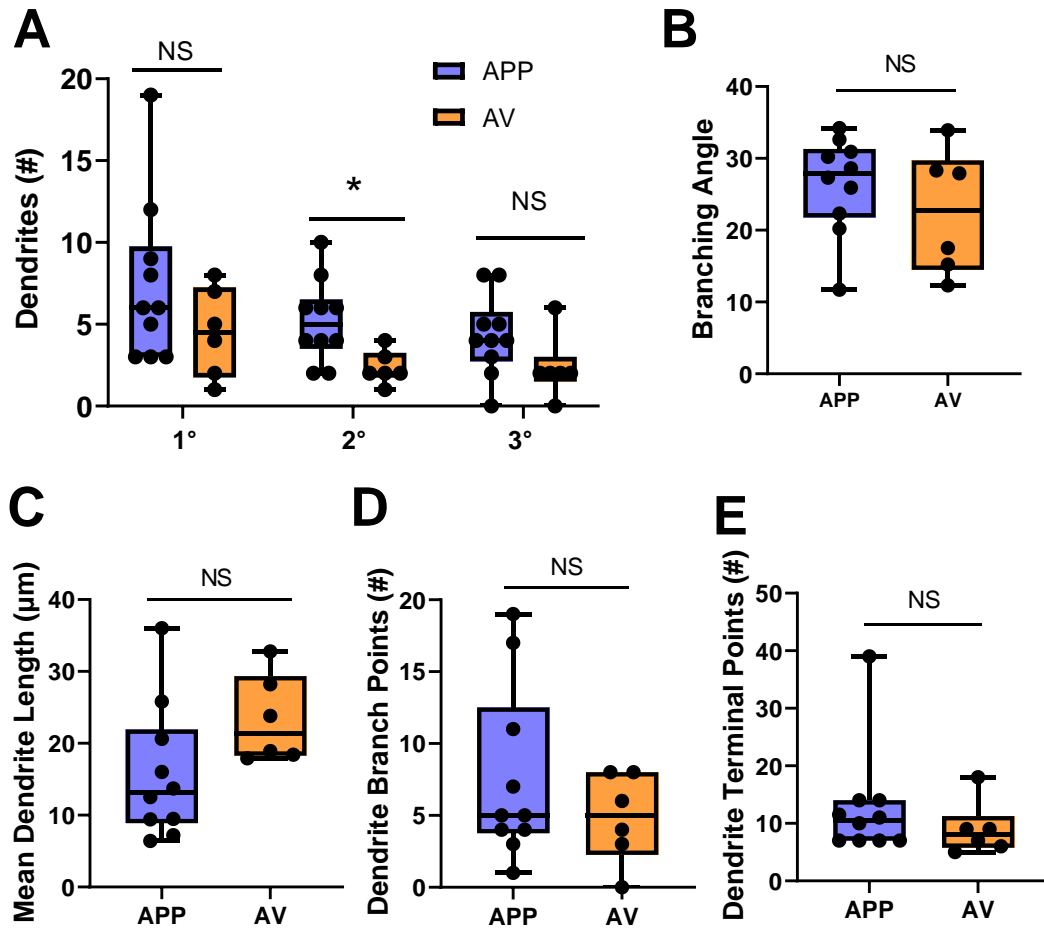 A
NS
APP
AV
*
NS
Dendrites (#)
20
15
10
5
0
1°
2°
3°
B
NS
Branching Angle
40
30
20
10
0
APP
AV
C
NS
Mean Dendrite Length (µm)
40
30
20
10
0
APP
AV
D
NS
Dendrite Branch Points (#)
20
15
10
5
0
APP
AV
E
NS
Dendrite Terminal Points (#)
50
40
30
20
10
0
APP
AV